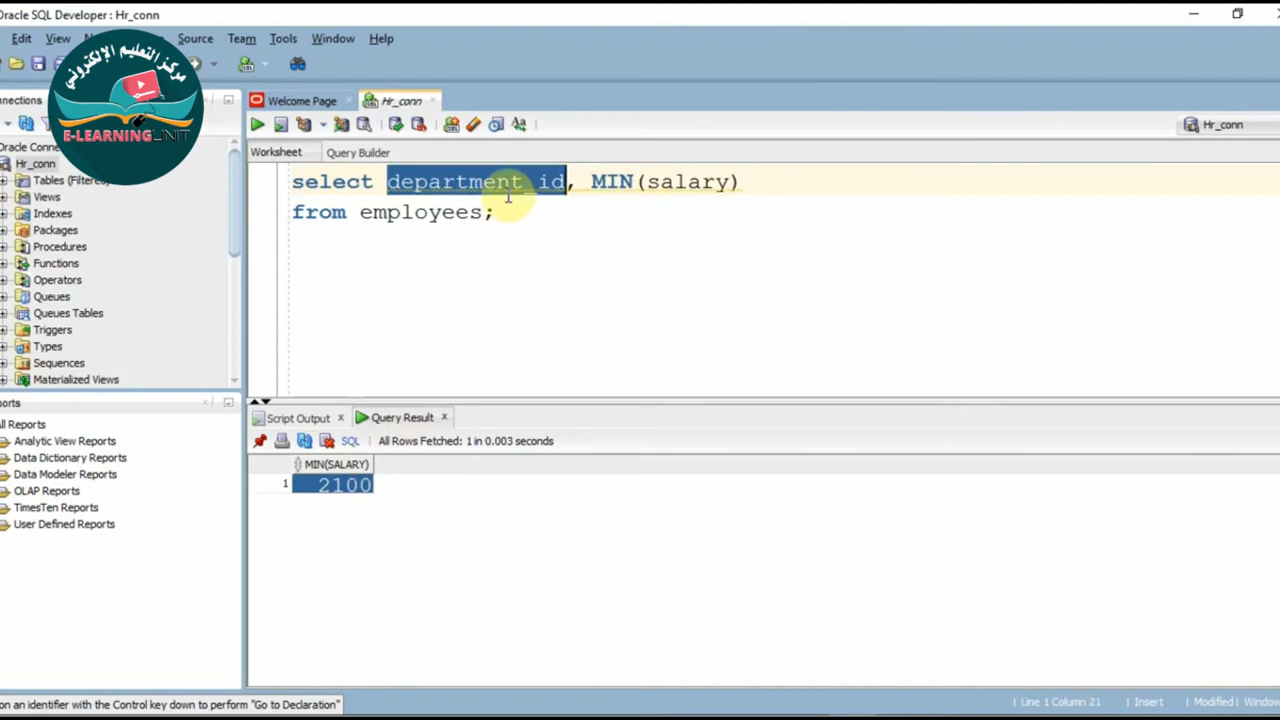 Oracle SQL Developer : Hr_conn
Edit View Source Team Tools Window Help
مركز التعليم الإلكتروني
E-LEARNING UNIT
Welcome Page Hr_conn
Hr_conn
Worksheet Query Builder
select department_id, MIN(salary)
from employees;
nnections
Oracle Conne
Hr_conn
Tables (Filtered)
Views
Indexes
Packages
Procedures
Functions
Operators
Queues
Queues Tables
Triggers
Types
Sequences
Materialized Views
ports
All Reports
Analytic View Reports
Data Dictionary Reports
Data Modeler Reports
OLAP Reports
TimesTen Reports
User Defined Reports
Script Output Query Result
SQL All Rows Fetched: 1 in 0.003 seconds
MIN(SALARY)
1 2100
on an identifier with the Control key down to perform "Go to Declaration"
Line 1 Column 21 Insert Modified Window